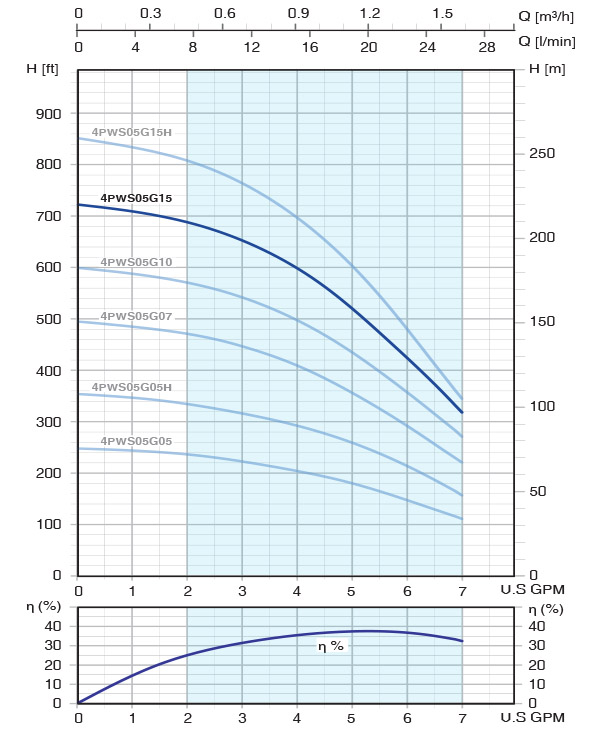 0 0.3 0.6 0.9 1.2 1.5 Q [m³/h]
0 4 8 12 16 20 24 28 Q [l/min]
H [ft] H [m]
900
4PWS05G15H
800 250
4PWS05G15
700
200
600 4PWS05G10
500 4PWS05G07 150
400 4PWS05G05H
100
300
4PWS05G05
200
50
100
0 0
0 1 2 3 4 5 6 7 U.S GPM
η (%) η (%)
40 40
30 η % 30
20 20
10 10
0 0
0 1 2 3 4 5 6 7 U.S GPM